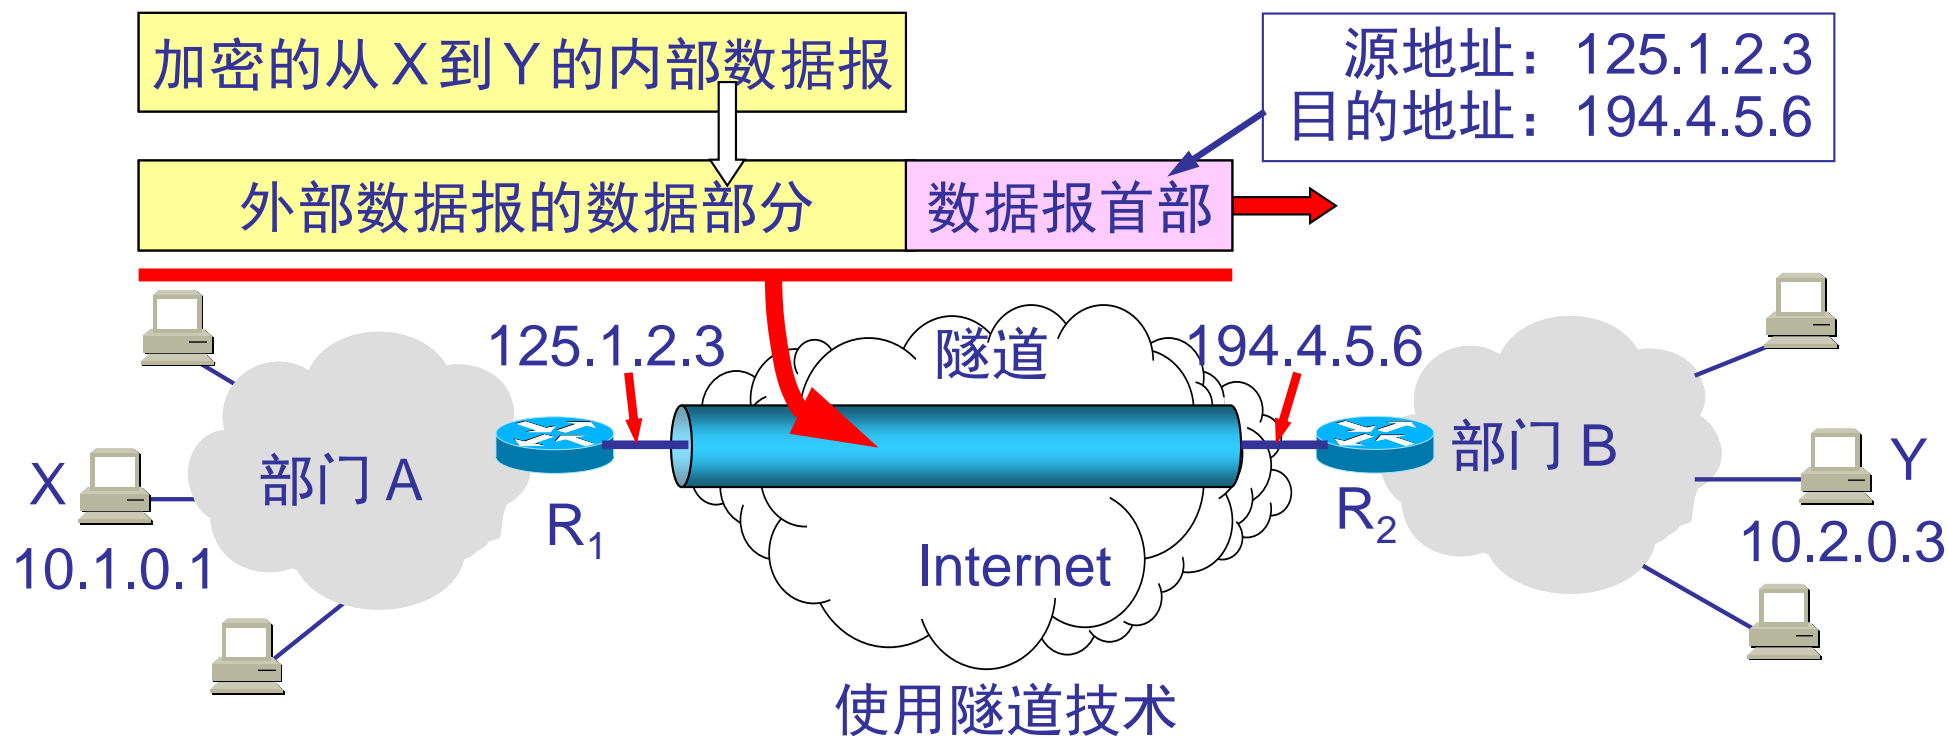 加密的从 X 到 Y 的内部数据报
源地址：125.1.2.3
目的地址：194.4.5.6
外部数据报的数据部分
数据报首部
125.1.2.3
隧道
194.4.5.6
部门 A
部门 B
X
Y
R1
R2
10.1.0.1
10.2.0.3
Internet
使用隧道技术